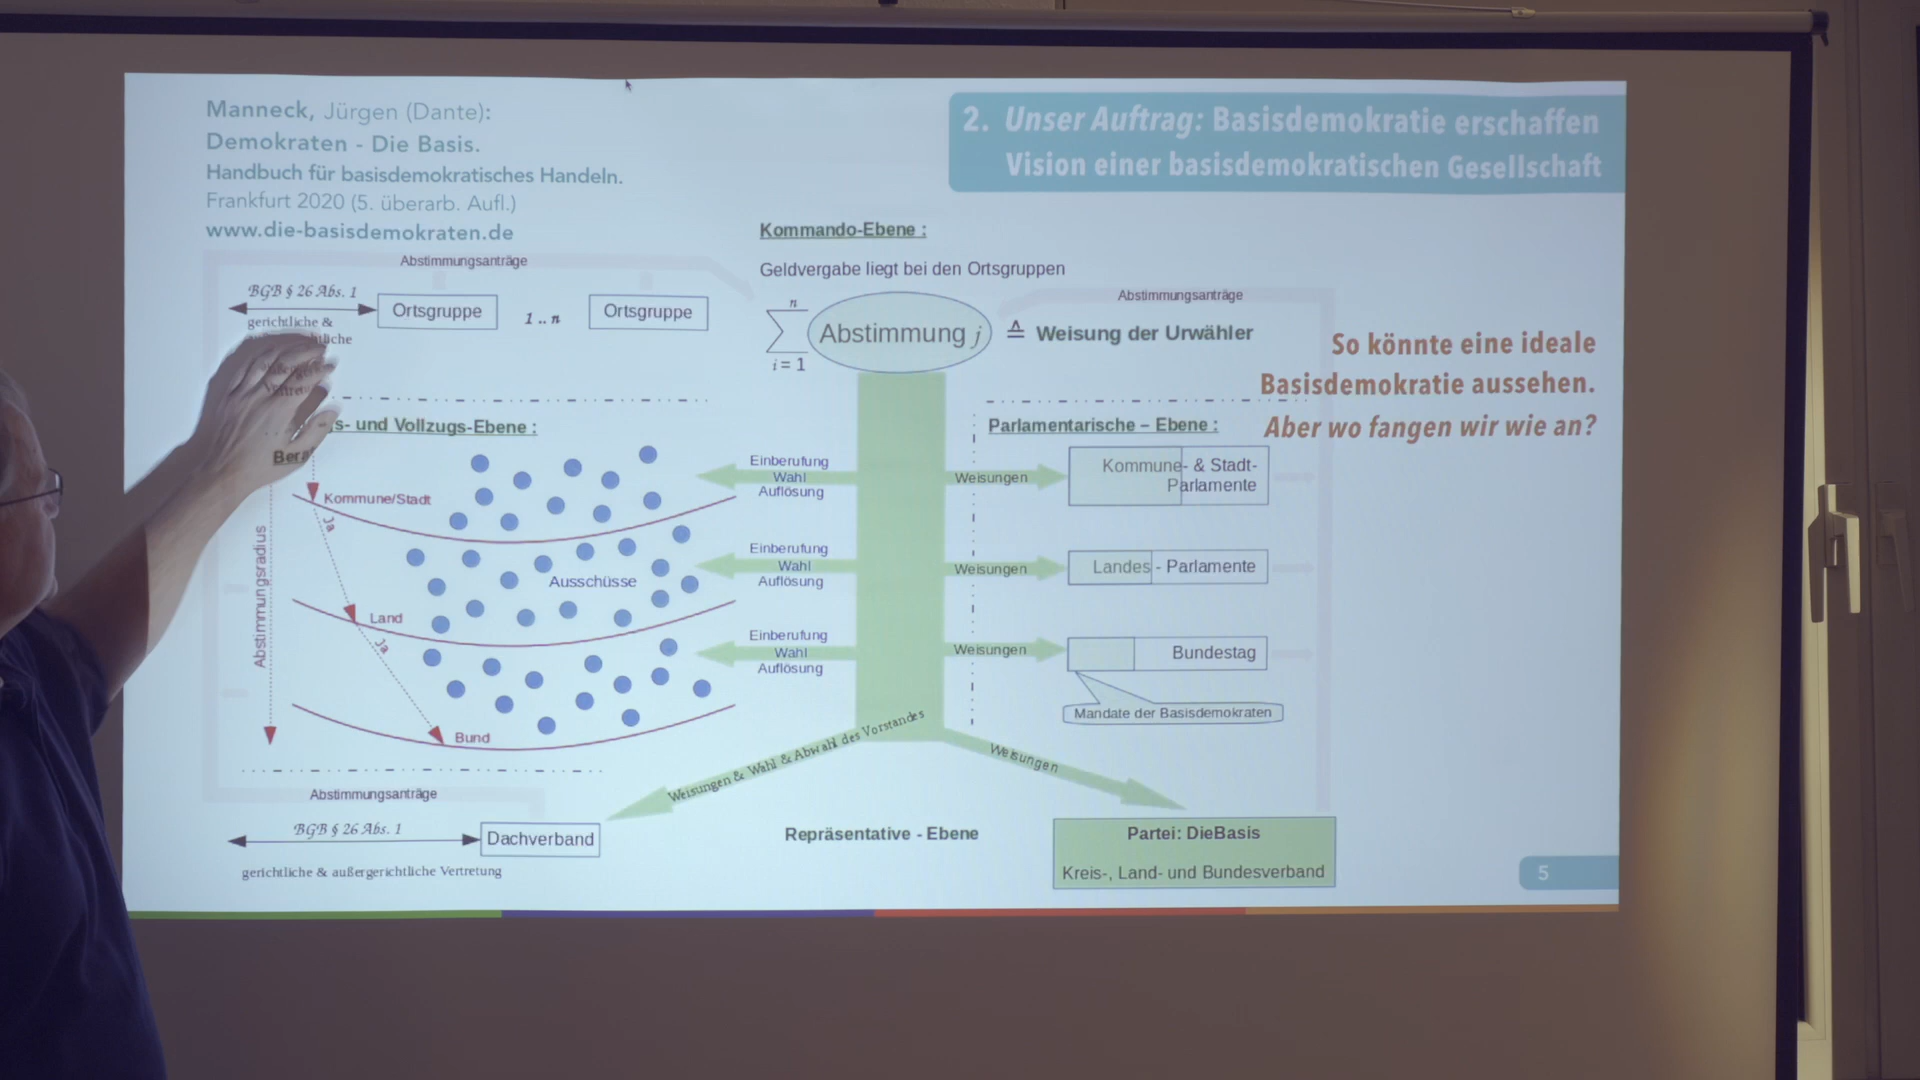 Manneck, Jürgen (Dante):
Demokraten - Die Basis.
Handbuch für basisdemokratisches Handeln.
Frankfurt 2020 (5. überarb. Aufl.)
www.die-basisdemokraten.de
2. Unser Auftrag: Basisdemokratie erschaffen
Vision einer basisdemokratischen Gesellschaft
Kommando-Ebene :
Geldvergabe liegt bei den Ortsgruppen
Abstimmungsanträge
BGB § 26 Abs. 1
gerichtliche &
Ortsgruppe
1 .. n
Ortsgruppe
n
∑
i = 1
Abstimmung j
≙ Weisung der Urwähler
Abstimmungsanträge
So könnte eine ideale
Basisdemokratie aussehen.
Aber wo fangen wir wie an?
s- und Vollzugs-Ebene :
Parlamentarische – Ebene :
Abstimmungsradius
Kommune/Stadt
Ja
Land
Ja
Bund
Ausschüsse
Einberufung
Wahl
Auflösung
Einberufung
Wahl
Auflösung
Einberufung
Wahl
Auflösung
Weisungen
Kommune- & Stadt-
Parlamente
Weisungen
Landes - Parlamente
Weisungen
Bundestag
Mandate der Basisdemokraten
Weisungen & Wahl & Abwahl des Vorstandes
Weisungen
Abstimmungsanträge
BGB § 26 Abs. 1
Dachverband
gerichtliche & außergerichtliche Vertretung
Repräsentative - Ebene
Partei: DieBasis
Kreis-, Land- und Bundesverband
5